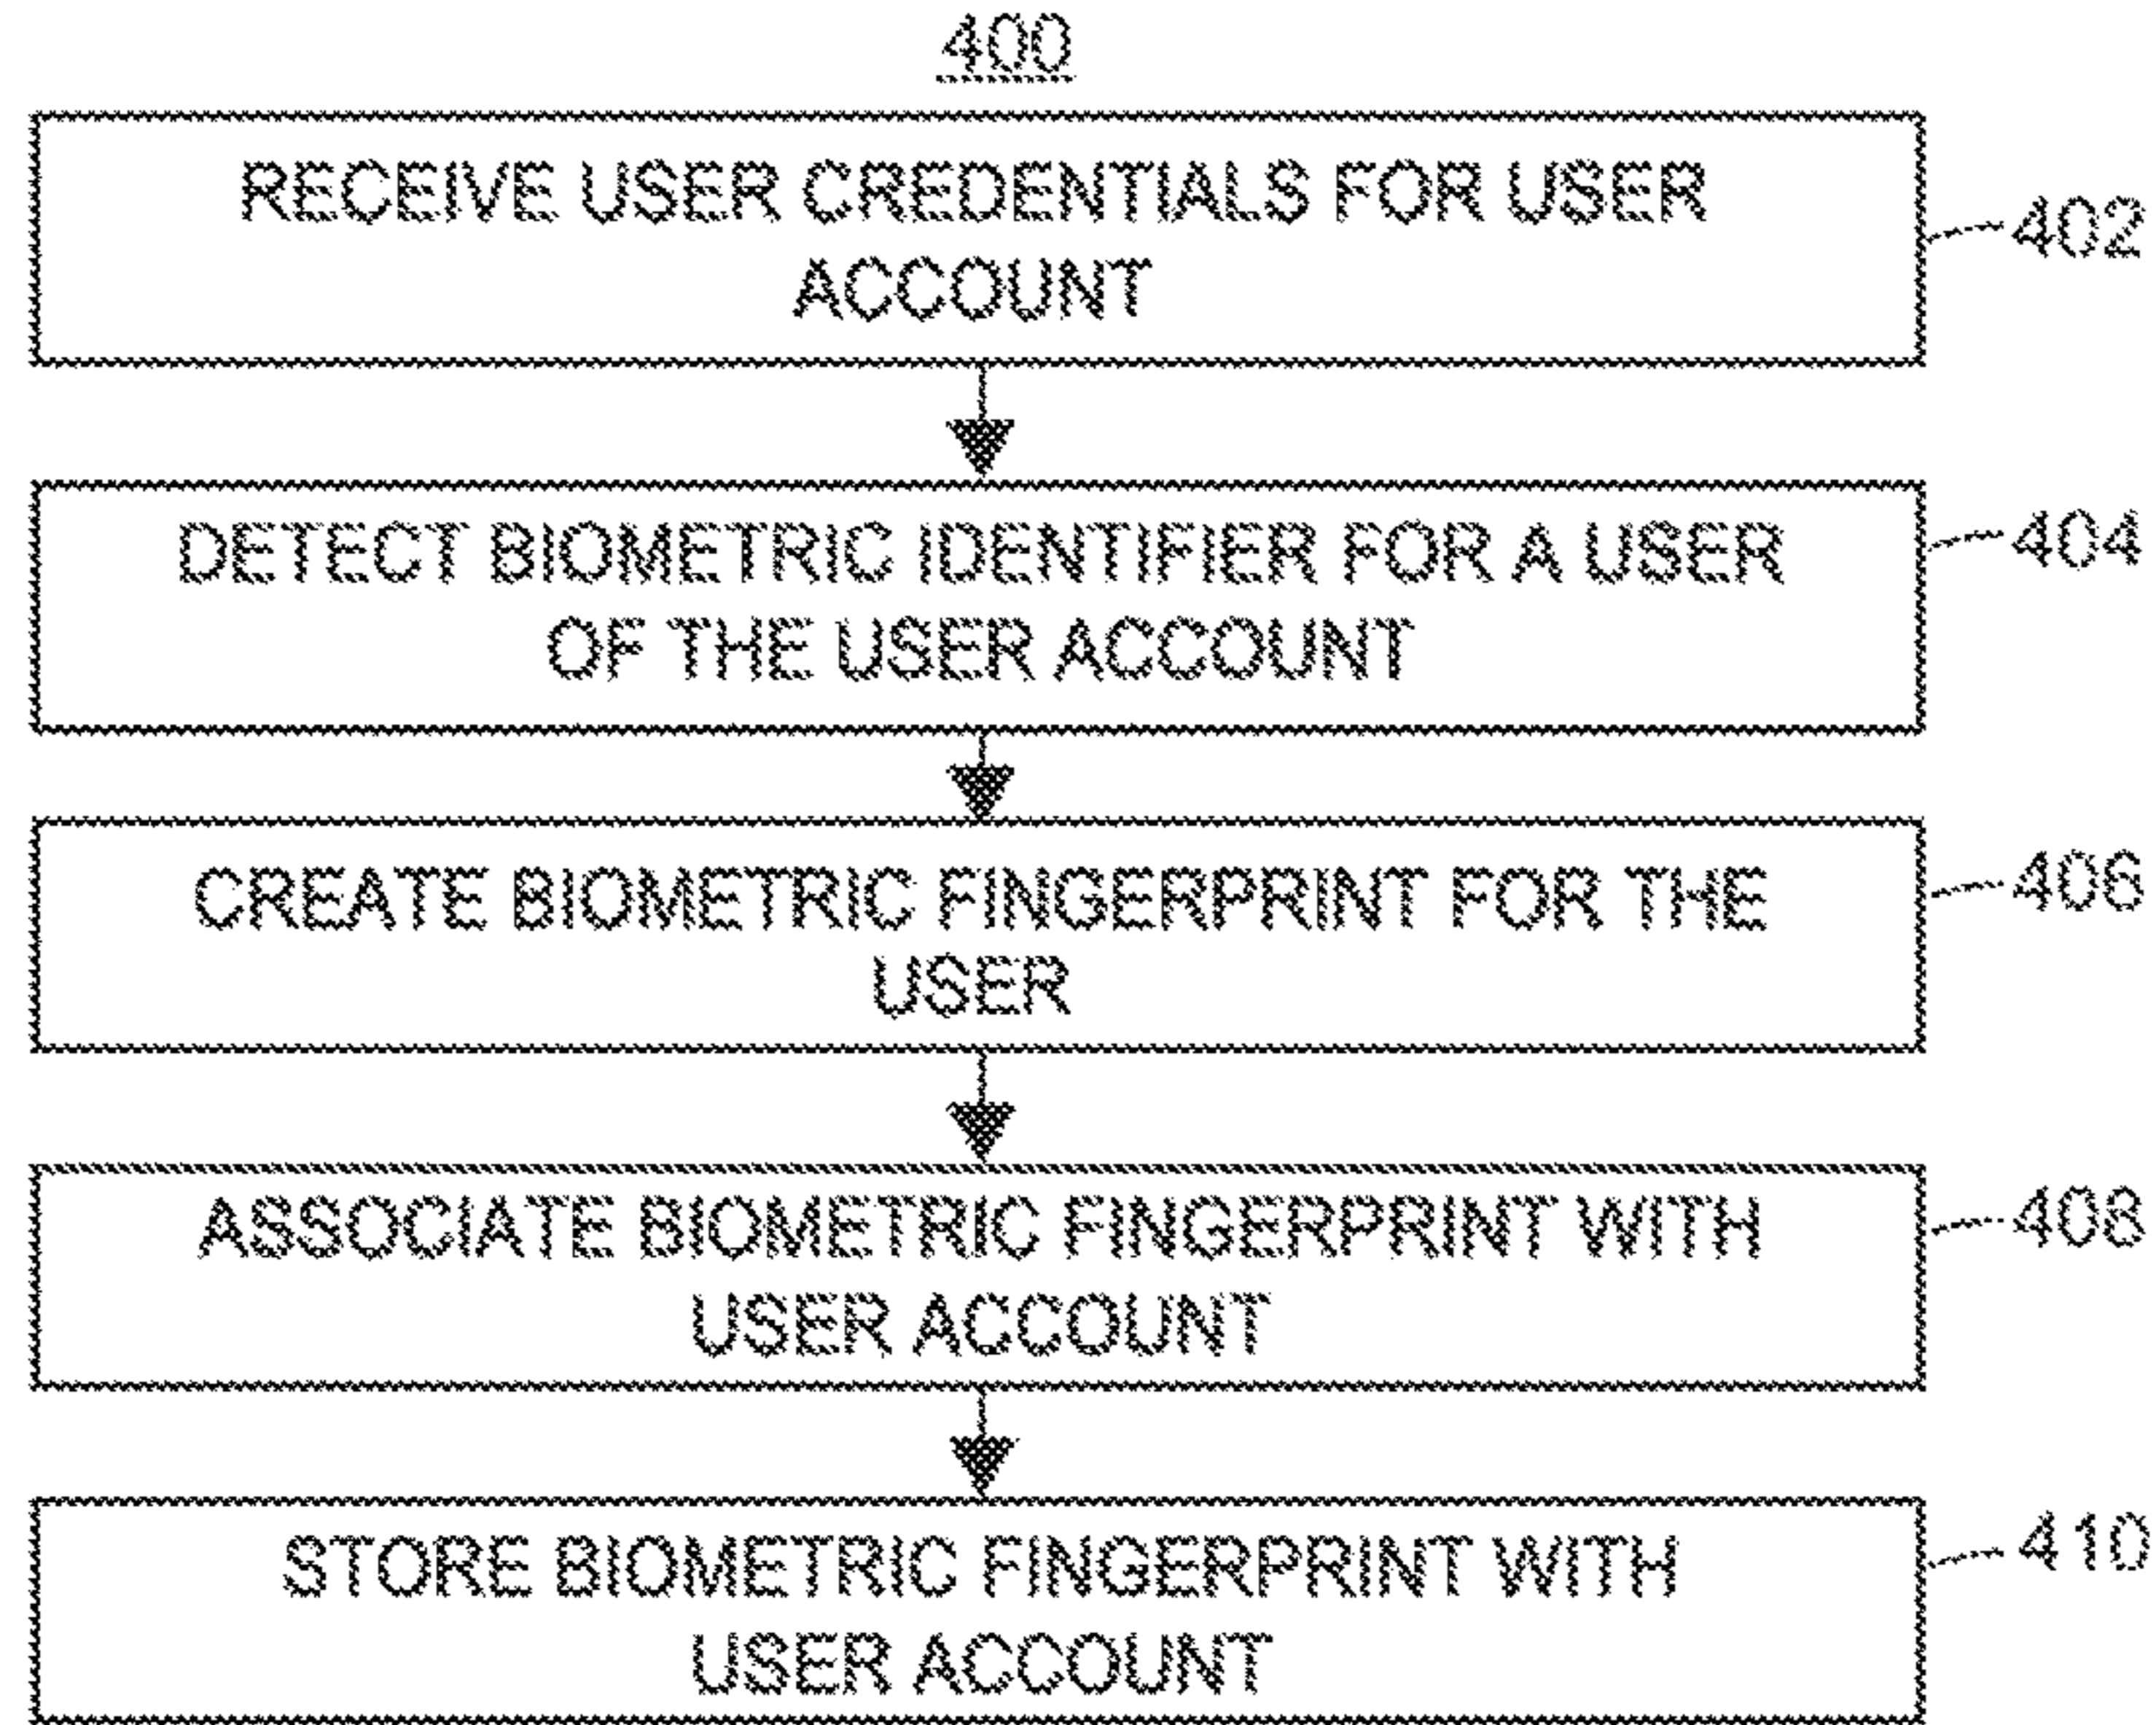 400
RECEIVE USER CREDENTIALS FOR USER
ACCOUNT
402
DETECT BIOMETRIC IDENTIFIER FOR A USER
OF THE USER ACCOUNT
404
CREATE BIOMETRIC FINGERPRINT FOR THE
USER
406
ASSOCIATE BIOMETRIC FINGERPRINT WITH
USER ACCOUNT
408
STORE BIOMETRIC FINGERPRINT WITH
USER ACCOUNT
410